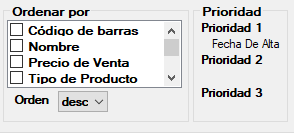 Ordenar por
Código de barras
Nombre
Precio de Venta
Tipo de Producto
Orden
desc
Prioridad
Prioridad 1
Fecha De Alta
Prioridad 2
Prioridad 3